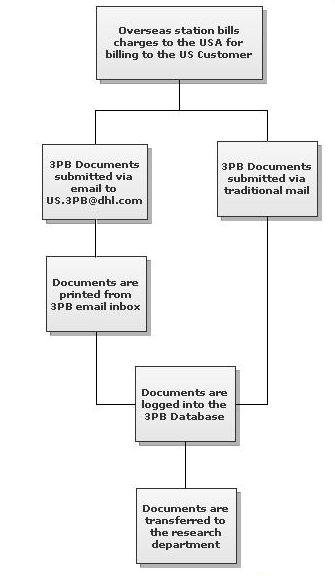 Overseas station bills
charges to the USA for
billing to the US Customer
3PB Documents
submitted via
email to
US.3PB@dhl.com
3PB Documents
submitted via
traditional mail
Documents are
printed from
3PB email inbox
Documents are
logged into the
3PB Database
Documents are
transferred to
the research
department